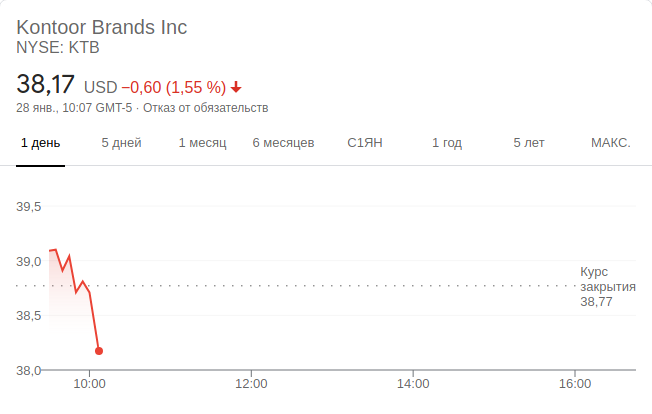 Kontoor Brands Inc
NYSE: KTB
38,17 USD −0,60 (1,55 %)
28 янв., 10:07 GMT-5 · Отказ от обязательств
1 день 5 дней 1 месяц 6 месяцев С1ЯН 1 год 5 лет МАКС.
39,5
39,0
Курс
закрытия
38,77
38,5
38,0
10:00 12:00 14:00 16:00